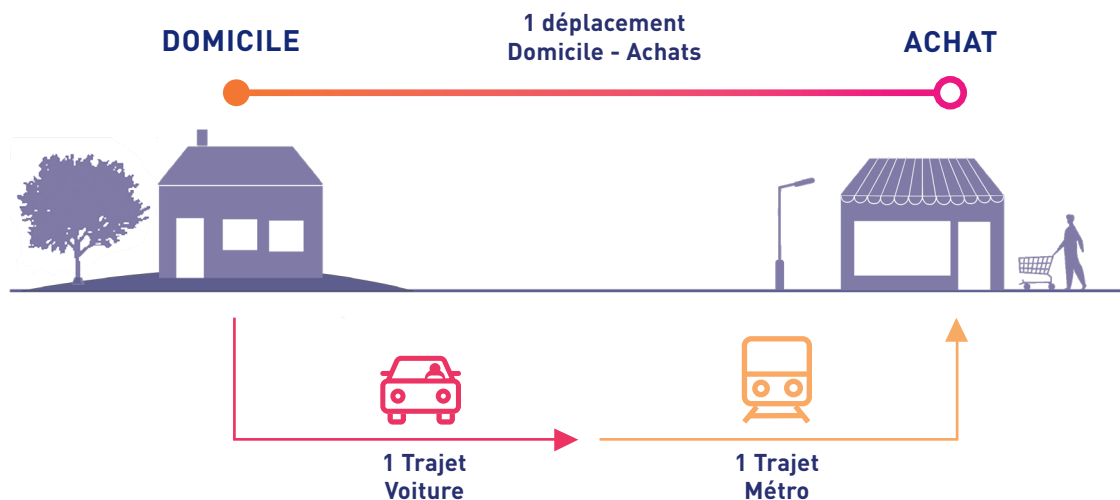 DOMICILE
1 déplacement
Domicile - Achats
ACHAT
1 Trajet
Voiture
1 Trajet
Métro